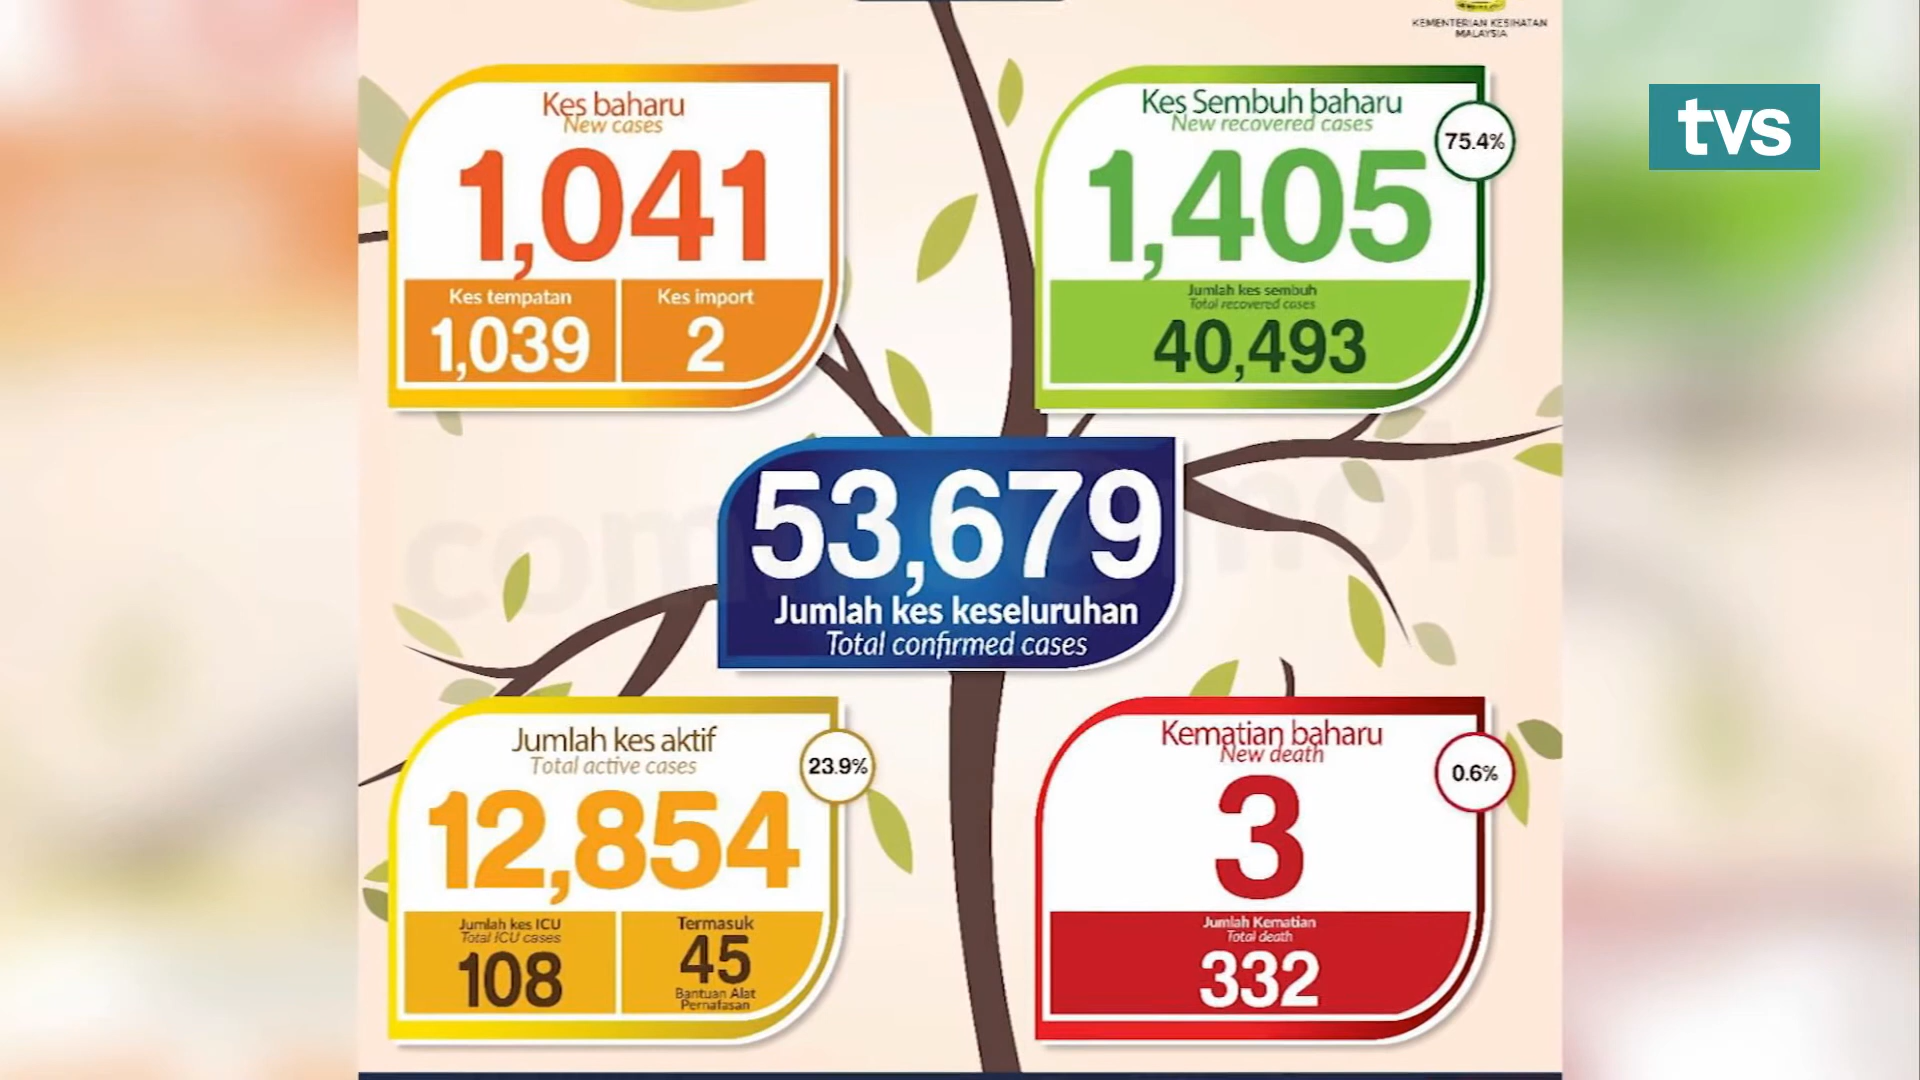 KEMENTERIAN KESIHATAN
MALAYSIA
tvs
Kes baharu
New cases
1,041
Kes tempatan
1,039
Kes import
2
Kes Sembuh baharu
New recovered cases
75.4%
1,405
Jumlah kes sembuh
Total recovered cases
40,493
53,679
Jumlah kes keseluruhan
Total confirmed cases
Jumlah kes aktif
Total active cases
23.9%
12,854
Jumlah kes ICU
Total ICU cases
108
Termasuk
45
Bantuan Alat
Pernafasan
Kematian baharu
New death
0.6%
3
Jumlah Kematian
Total death
332